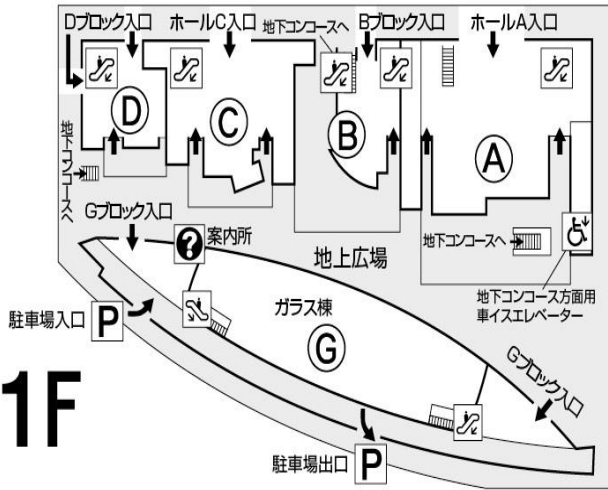 Dブロック入口
ホールC入口
地下コンコースへ
Bブロック入口
ホールA入口
D
C
B
A
地下コンコースへ
Gブロック入口
?
案内所
地上広場
地下コンコースへ
地下コンコース方面用
車イスエレベーター
駐車場入口
P
ガラス棟
G
Gブロック入口
1F
駐車場出口
P